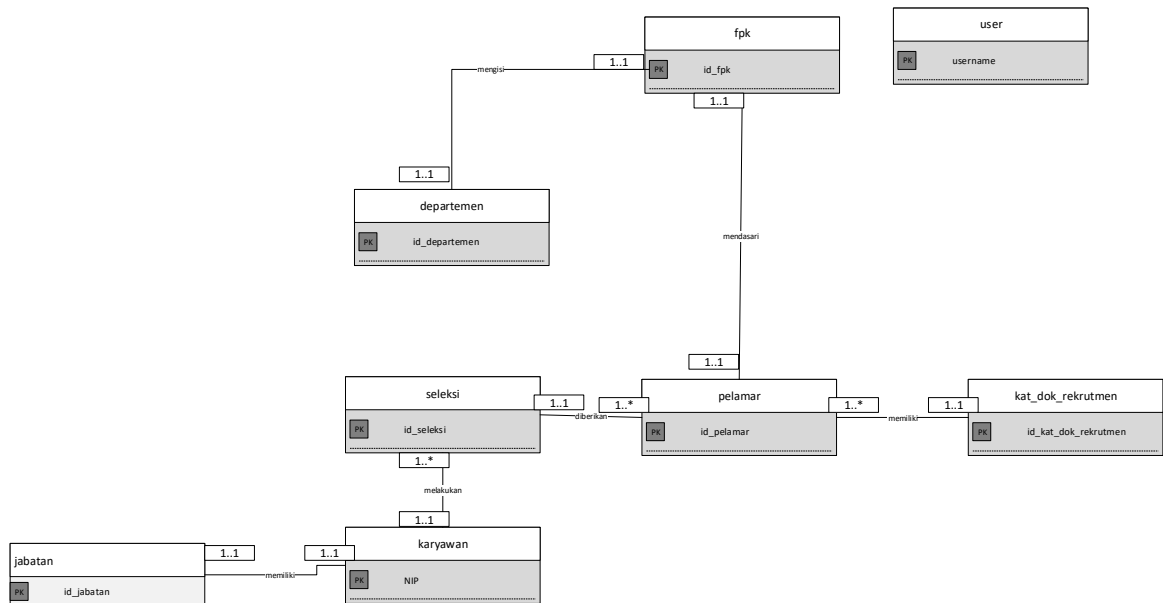 fpk
user
1..1
mengisi
PK
id_fpk
PK
username
1..1
1..1
departemen
PK
id_departemen
mendasari
1..1
seleksi
1..1
1..*
pelamar
1..*
1..1
kat_dok_rekrutmen
diberikan
memiliki
PK
id_seleksi
PK
id_pelamar
PK
id_kat_dok_rekrutmen
1..*
melakukan
1..1
karyawan
jabatan
1..1
1..1
memiliki
PK
NIP
PK
id_jabatan